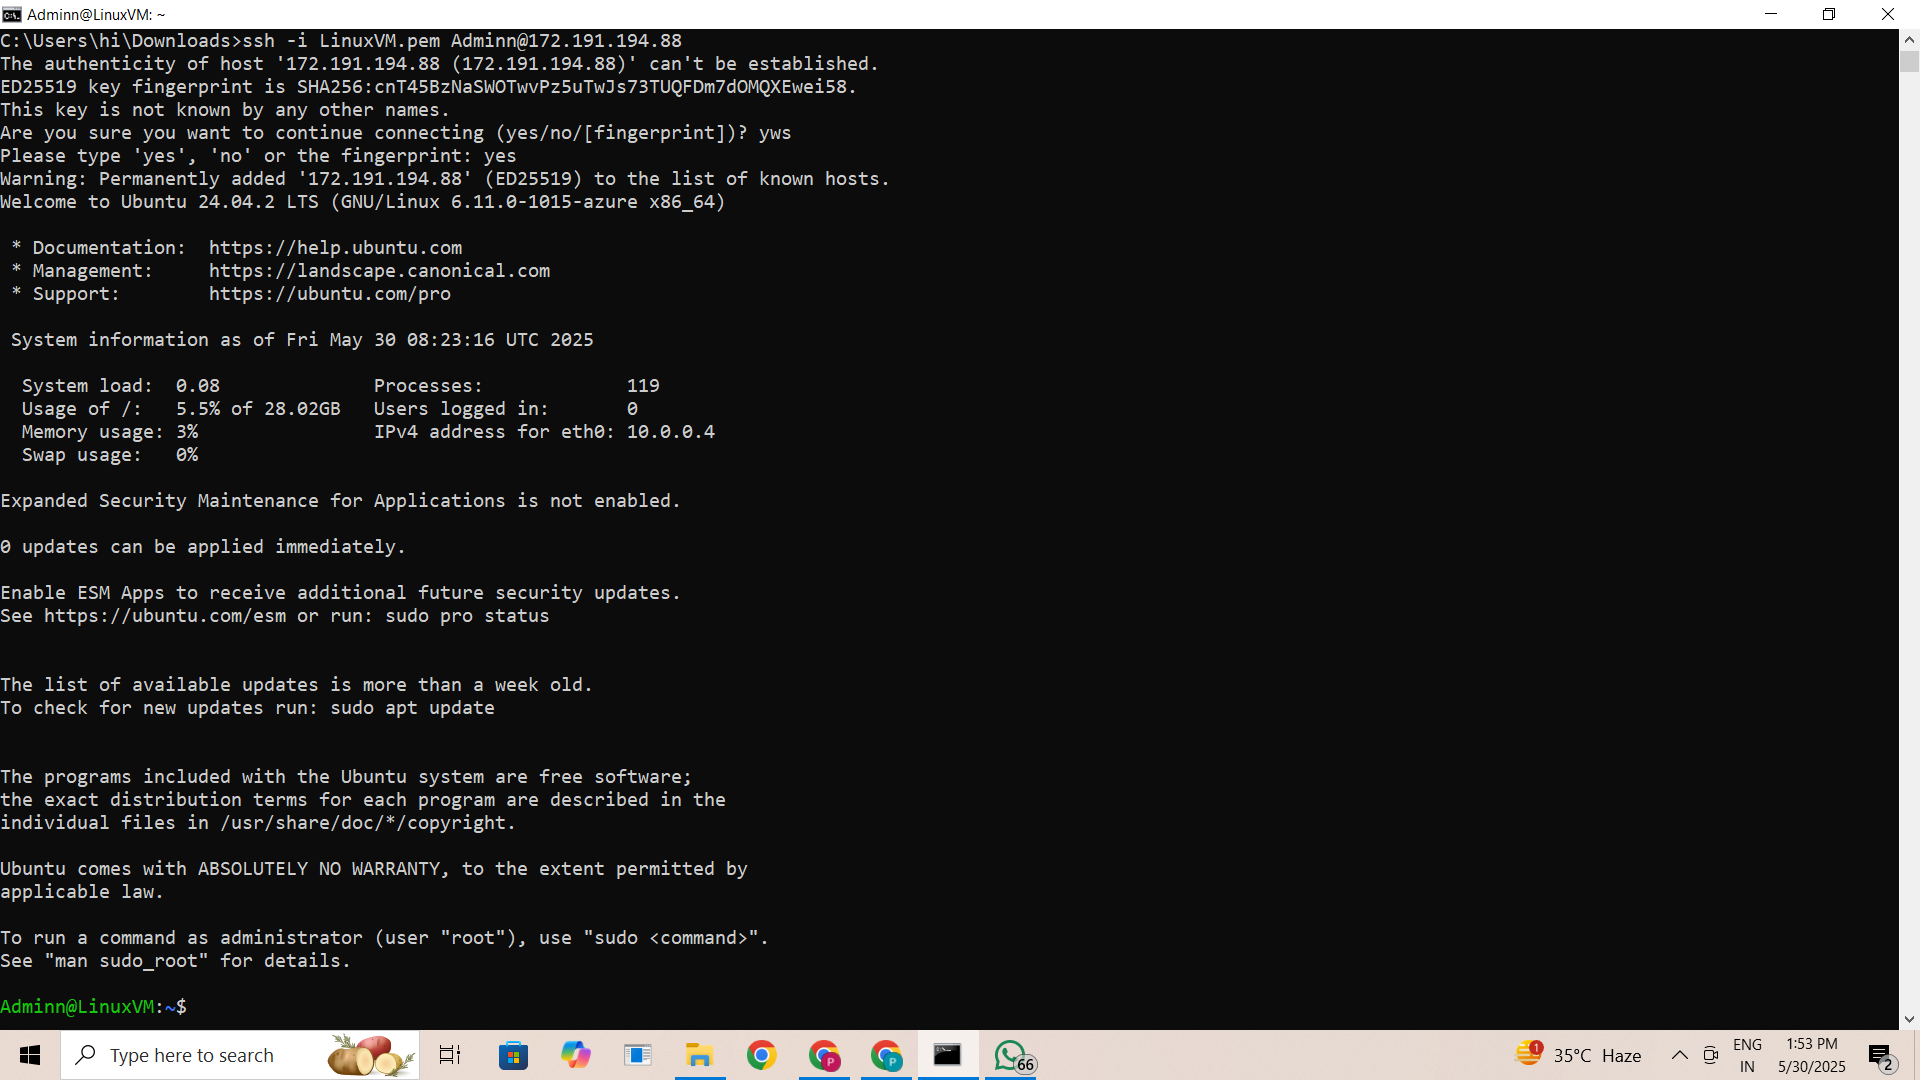 Adminn@LinuxVM: ~
C:\Users\hi\Downloads>ssh -i LinuxVM.pem Adminn@172.191.194.88
The authenticity of host '172.191.194.88 (172.191.194.88)' can't be established.
ED25519 key fingerprint is SHA256:cnT45BzNaSWOTwvPz5uTwJs73TUQFDm7dOMQXEwei58.
This key is not known by any other names.
Are you sure you want to continue connecting (yes/no/[fingerprint])? yws
Please type 'yes', 'no' or the fingerprint: yes
Warning: Permanently added '172.191.194.88' (ED25519) to the list of known hosts.
Welcome to Ubuntu 24.04.2 LTS (GNU/Linux 6.11.0-1015-azure x86_64)
* Documentation:  https://help.ubuntu.com
* Management:     https://landscape.canonical.com
* Support:        https://ubuntu.com/pro
System information as of Fri May 30 08:23:16 UTC 2025
System load:  0.08              Processes:             119
Usage of /:   5.5% of 28.02GB   Users logged in:       0
Memory usage: 3%                IPv4 address for eth0: 10.0.0.4
Swap usage:   0%
Expanded Security Maintenance for Applications is not enabled.
0 updates can be applied immediately.
Enable ESM Apps to receive additional future security updates.
See https://ubuntu.com/esm or run: sudo pro status
The list of available updates is more than a week old.
To check for new updates run: sudo apt update
The programs included with the Ubuntu system are free software;
the exact distribution terms for each program are described in the
individual files in /usr/share/doc/*/copyright.
Ubuntu comes with ABSOLUTELY NO WARRANTY, to the extent permitted by
applicable law.
To run a command as administrator (user "root"), use "sudo <command>".
See "man sudo_root" for details.
Adminn@LinuxVM:~$
Type here to search
P
P
66
1
35°C Haze
ENG
IN
1:53 PM
5/30/2025
2